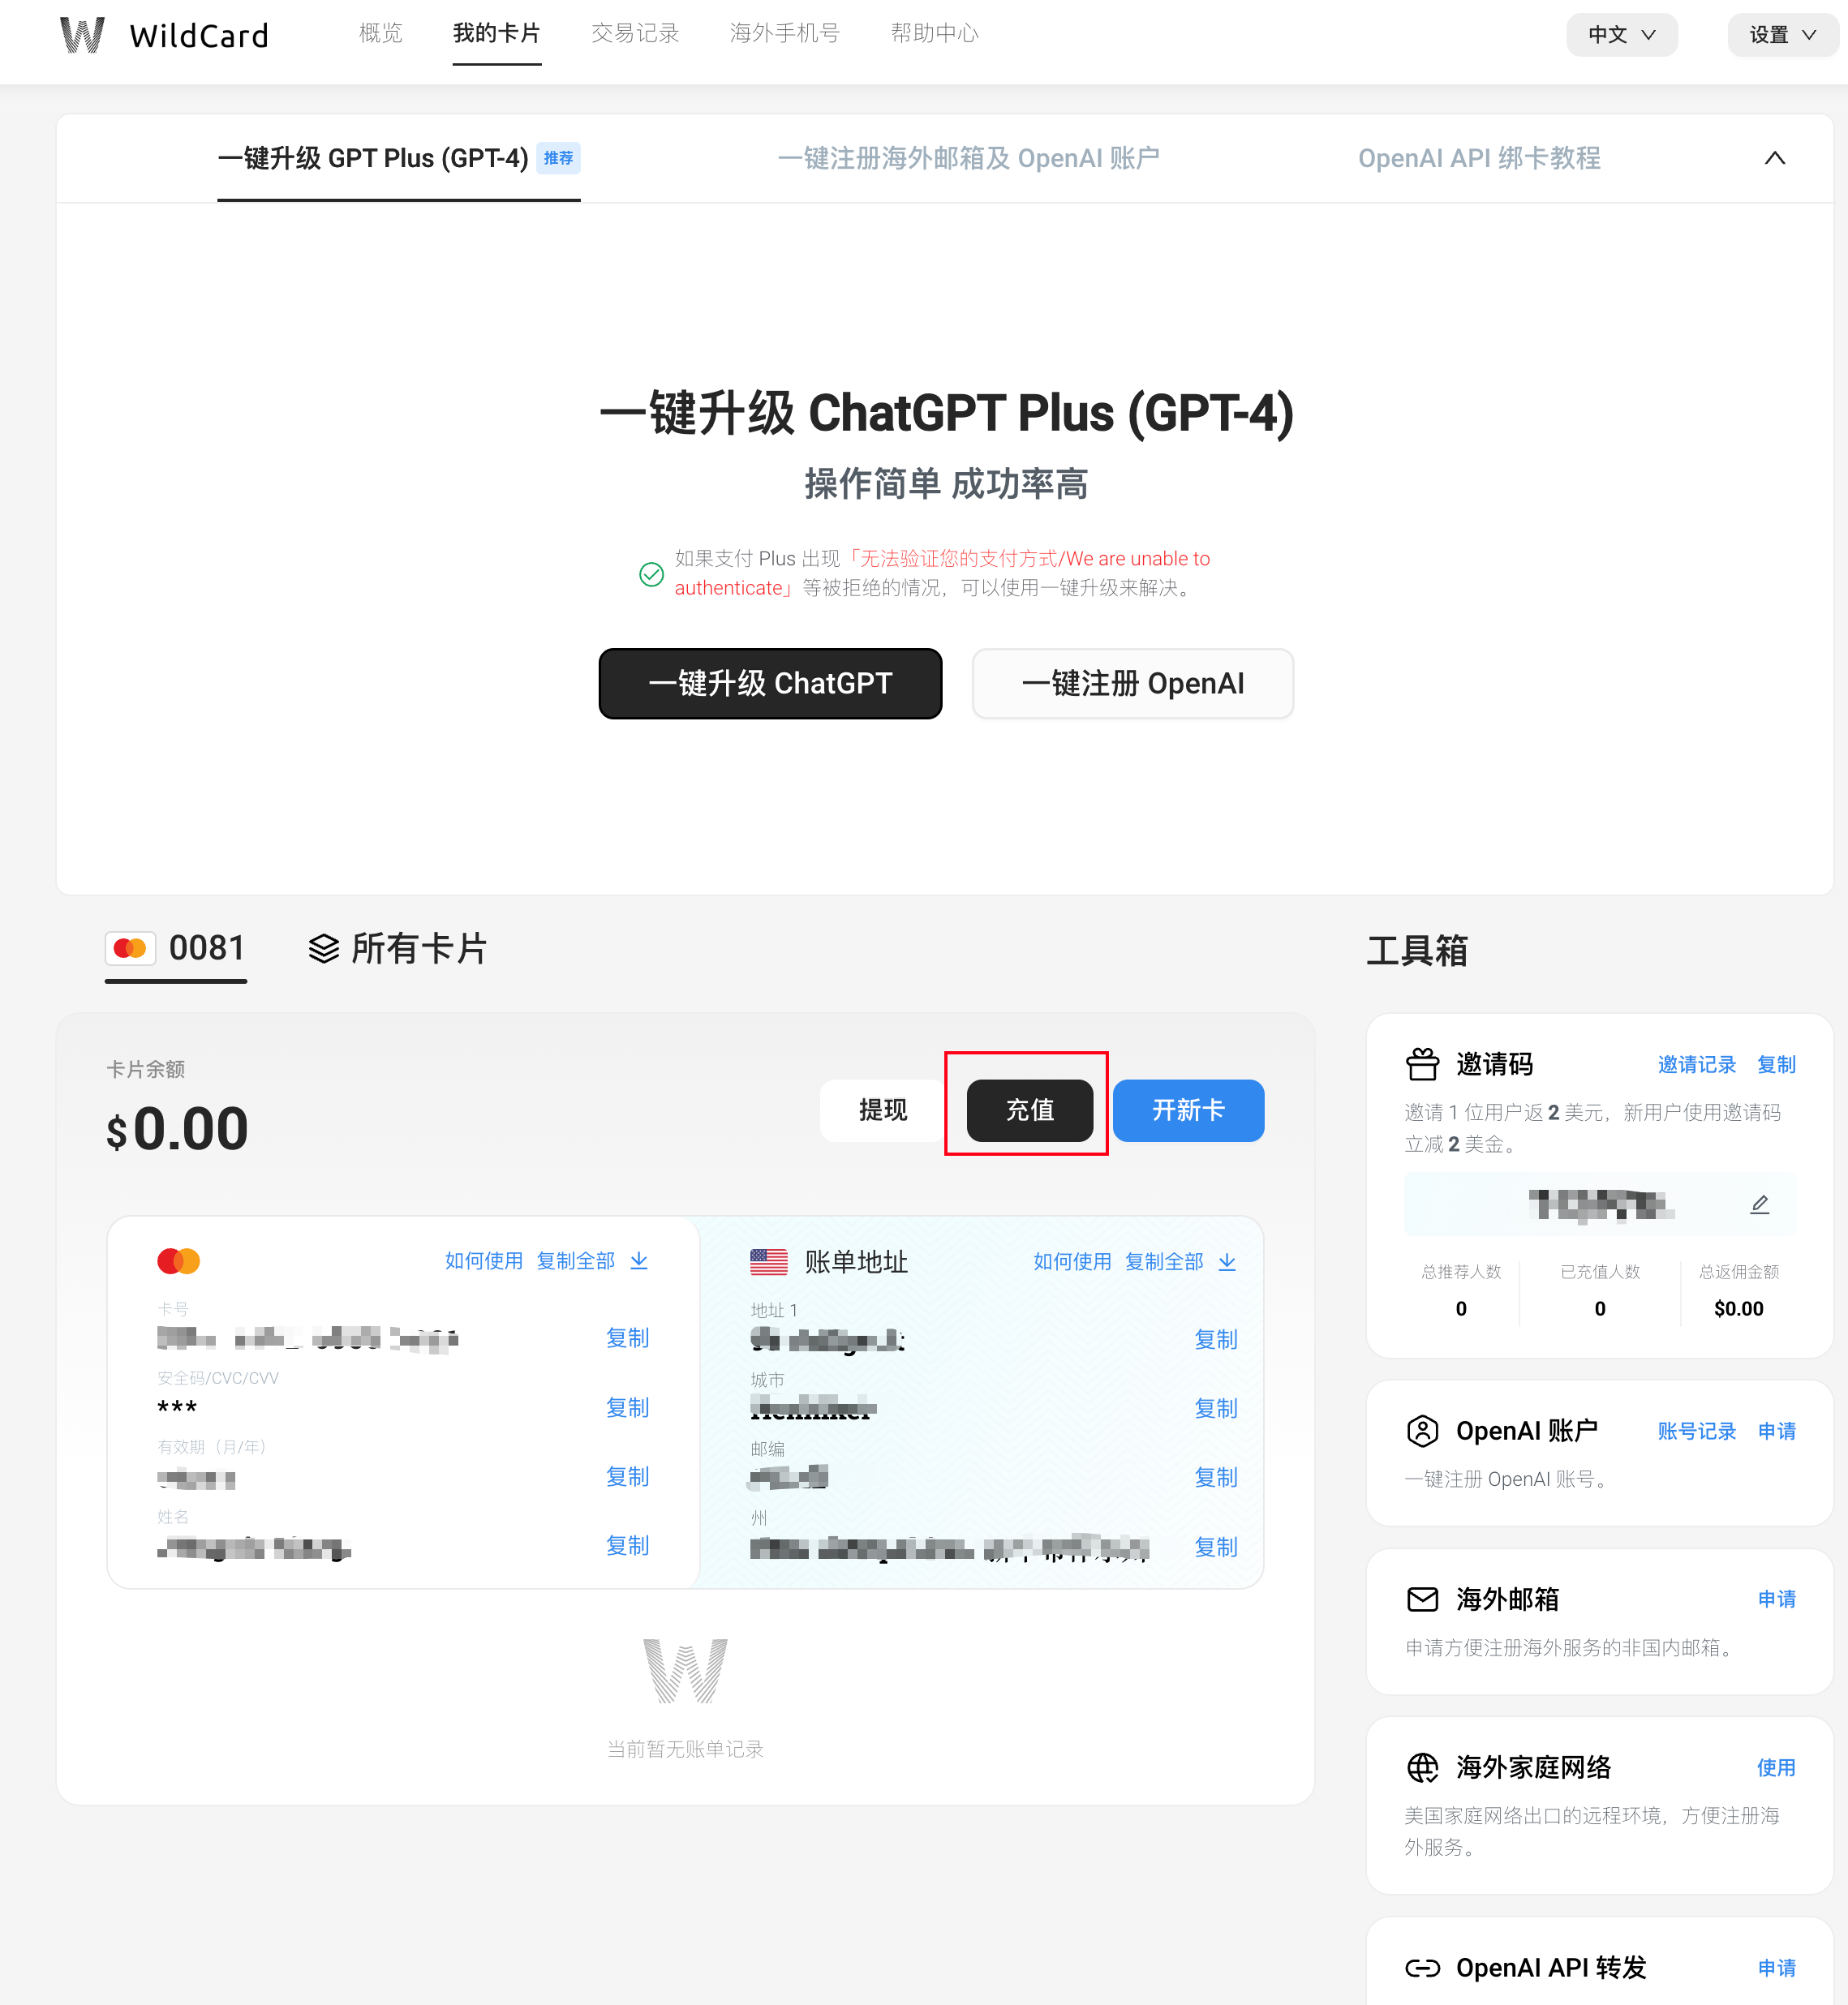 WildCard
概览
我的卡片
交易记录
海外手机号
帮助中心
中文
设置
一键升级 GPT Plus (GPT-4) 推荐
一键注册海外邮箱及 OpenAI 账户
OpenAI API 绑卡教程
一键升级 ChatGPT Plus (GPT-4)
操作简单 成功率高
如果支付 Plus 出现「无法验证您的支付方式/We are unable to
authenticate」等被拒绝的情况，可以使用一键升级来解决。
一键升级 ChatGPT
一键注册 OpenAI
0081
所有卡片
卡片余额
$0.00
提现
充值
开新卡
如何使用 复制全部
卡号
复制
安全码/CVC/CVV
***
复制
有效期（月/年）
复制
姓名
复制
账单地址
如何使用 复制全部
地址 1
复制
城市
复制
邮编
复制
州
复制
当前暂无账单记录
工具箱
邀请码
邀请记录 复制
邀请 1 位用户返 2 美元，新用户使用邀请码
立减 2 美金。
总推荐人数
0
已充值人数
0
总返佣金额
$0.00
OpenAI 账户
账号记录 申请
一键注册 OpenAI 账号。
海外邮箱
申请
申请方便注册海外服务的非国内邮箱。
海外家庭网络
使用
美国家庭网络出口的远程环境，方便注册海
外服务。
OpenAI API 转发
申请